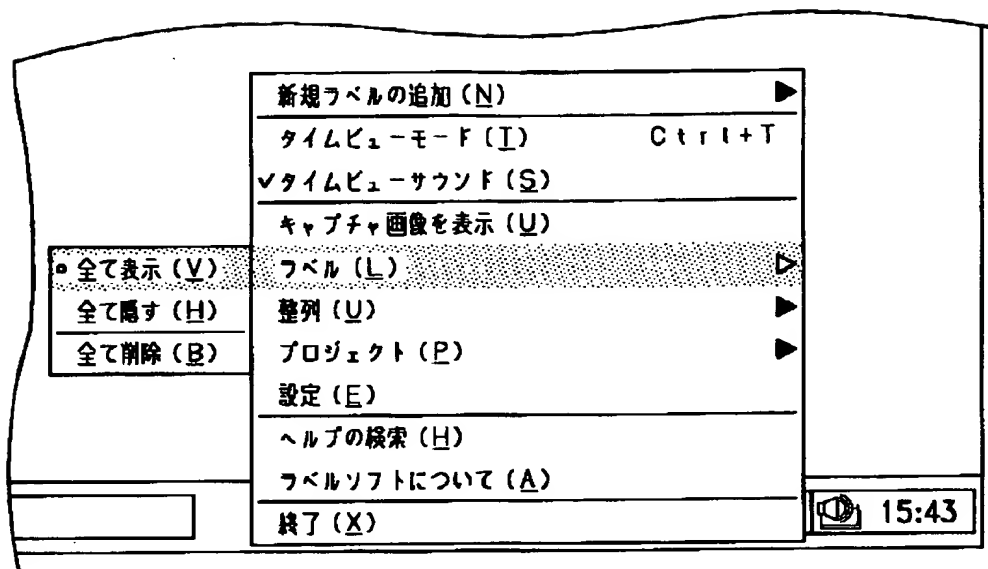 新規ラベルの追加(N)
タイムビューモード(T) Ctrl+T
✓タイムビューサウンド(S)
キャプチャ画像を表示(U)
ラベル(L)
全て表示(V)
全て隠す(H)
全て削除(B)
整列(U)
プロジェクト(P)
設定(E)
ヘルプの検索(H)
ラベルソフトについて(A)
終了(X)
15:43